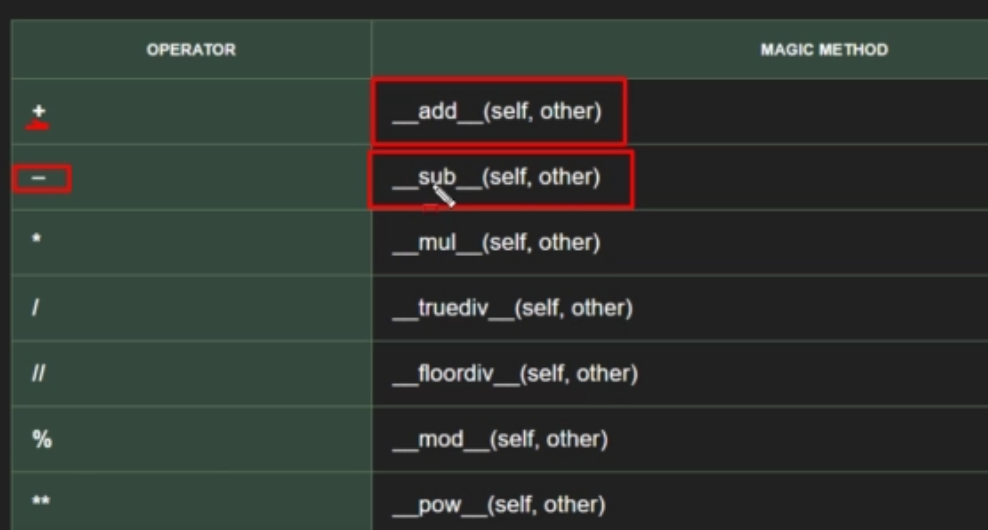 OPERATOR MAGIC METHOD
+ __add__(self, other)
– __sub__(self, other)
* __mul__(self, other)
/ __truediv__(self, other)
// __floordiv__(self, other)
% __mod__(self, other)
** __pow__(self, other)